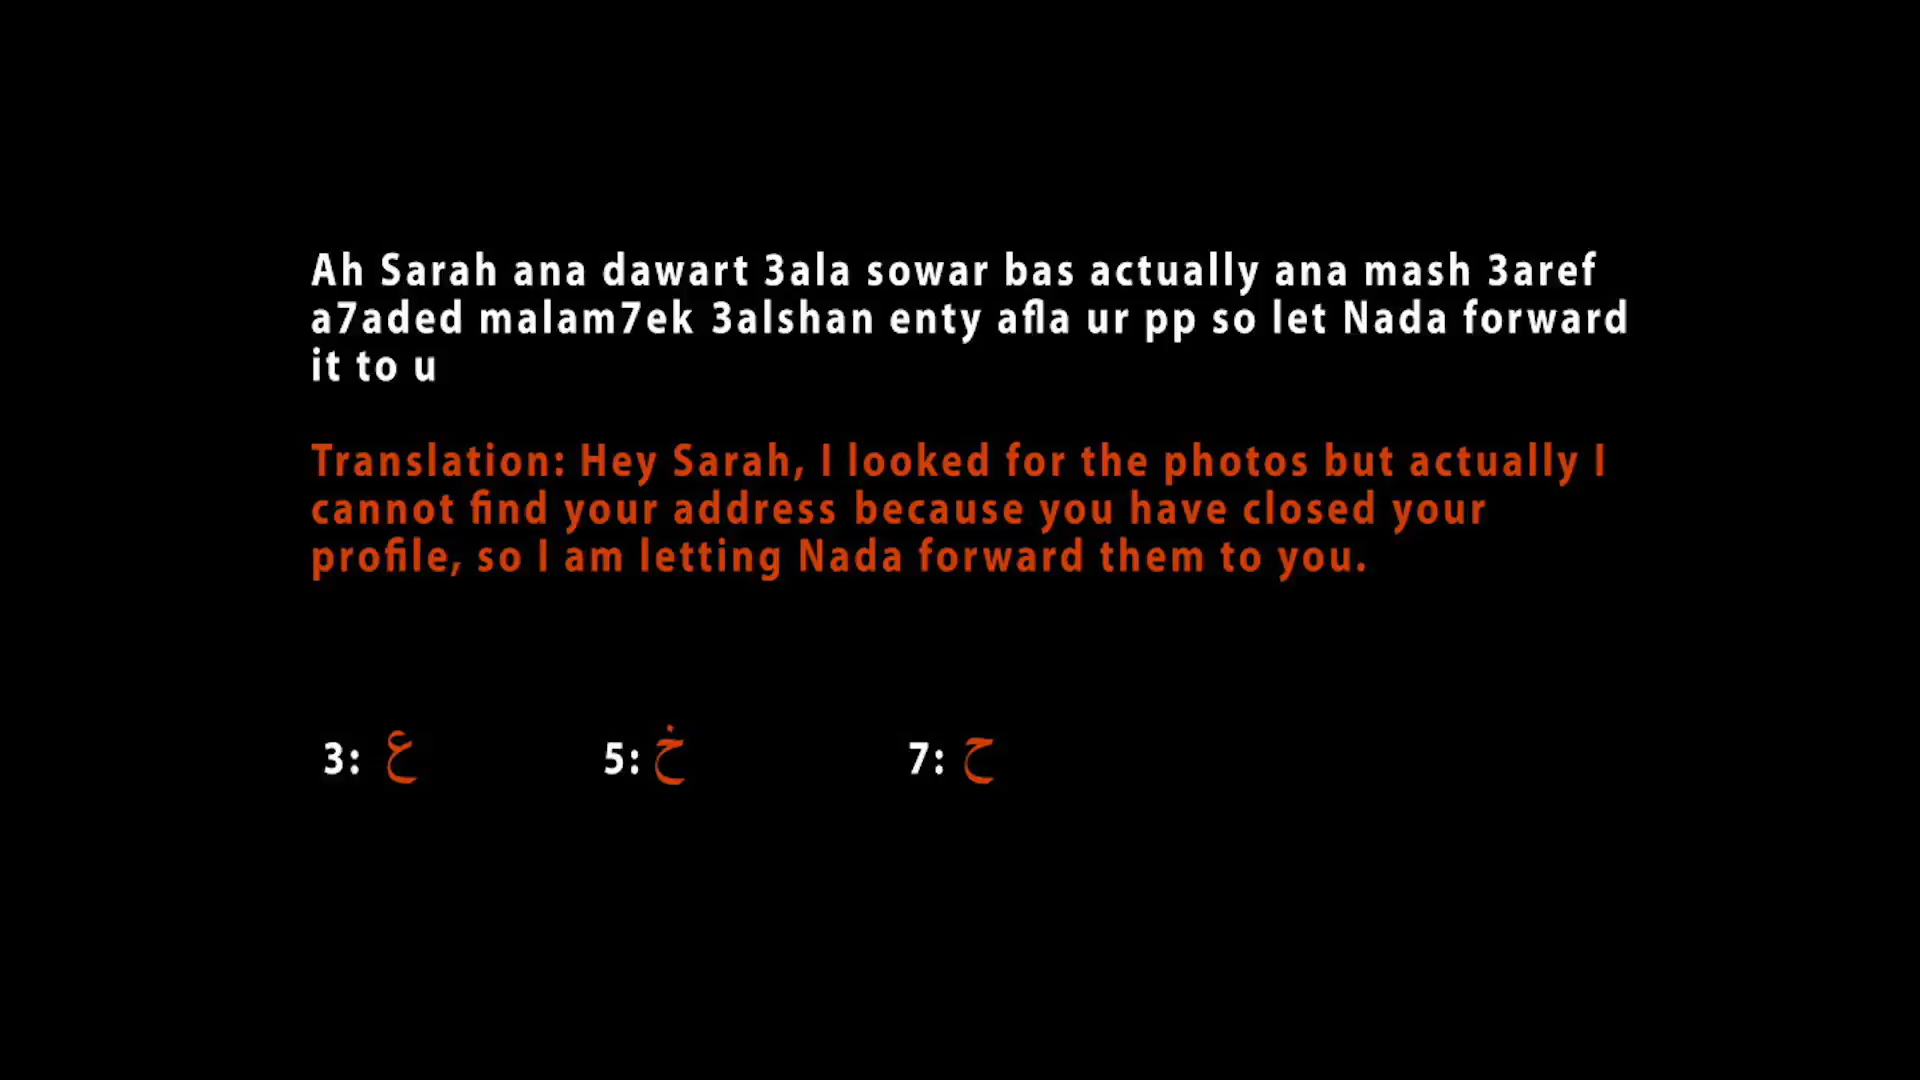 Ah Sarah ana dawart 3ala sowar bas actually ana mash 3aref
a7aded malam7ek 3alshan enty afla ur pp so let Nada forward
it to u
Translation: Hey Sarah, I looked for the photos but actually I
cannot find your address because you have closed your
profile, so I am letting Nada forward them to you.
3: ع 5: خ 7: ح